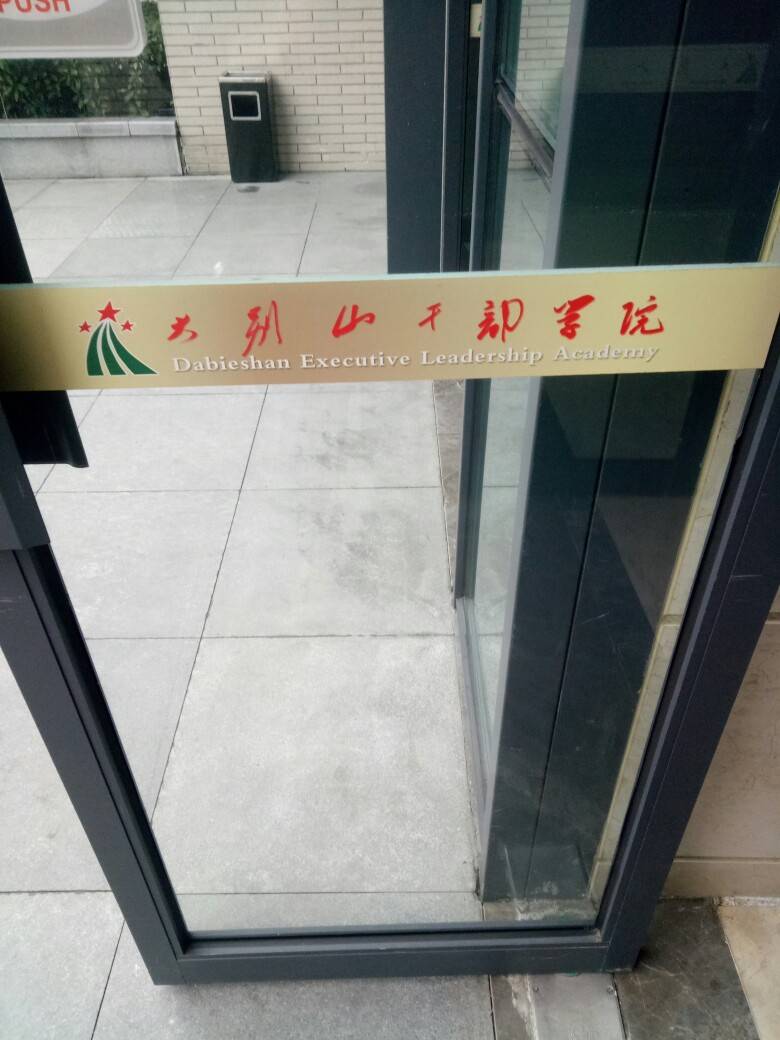 PUSH
大别山干部学院
Dabieshan Executive Leadership Academy